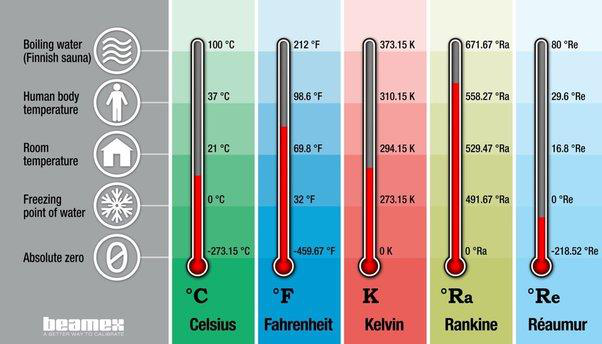 Boiling water
(Finnish sauna)
100 °C
212 °F
373.15 K
671.67 °Ra
80 °Re
Human body
temperature
37 °C
98.6 °F
310.15 K
558.27 °Ra
29.6 °Re
Room
temperature
21 °C
69.8 °F
294.15 K
529.47 °Ra
16.8 °Re
Freezing
point of water
0 °C
32 °F
273.15 K
491.67 °Ra
0 °Re
Absolute zero
0
-273.15 °C
-459.67 °F
0 K
0 °Ra
-218.52 °Re
°C
°F
K
°Ra
°Re
Celsius
Fahrenheit
Kelvin
Rankine
Réaumur
beamex
A BETTER WAY TO CALIBRATE